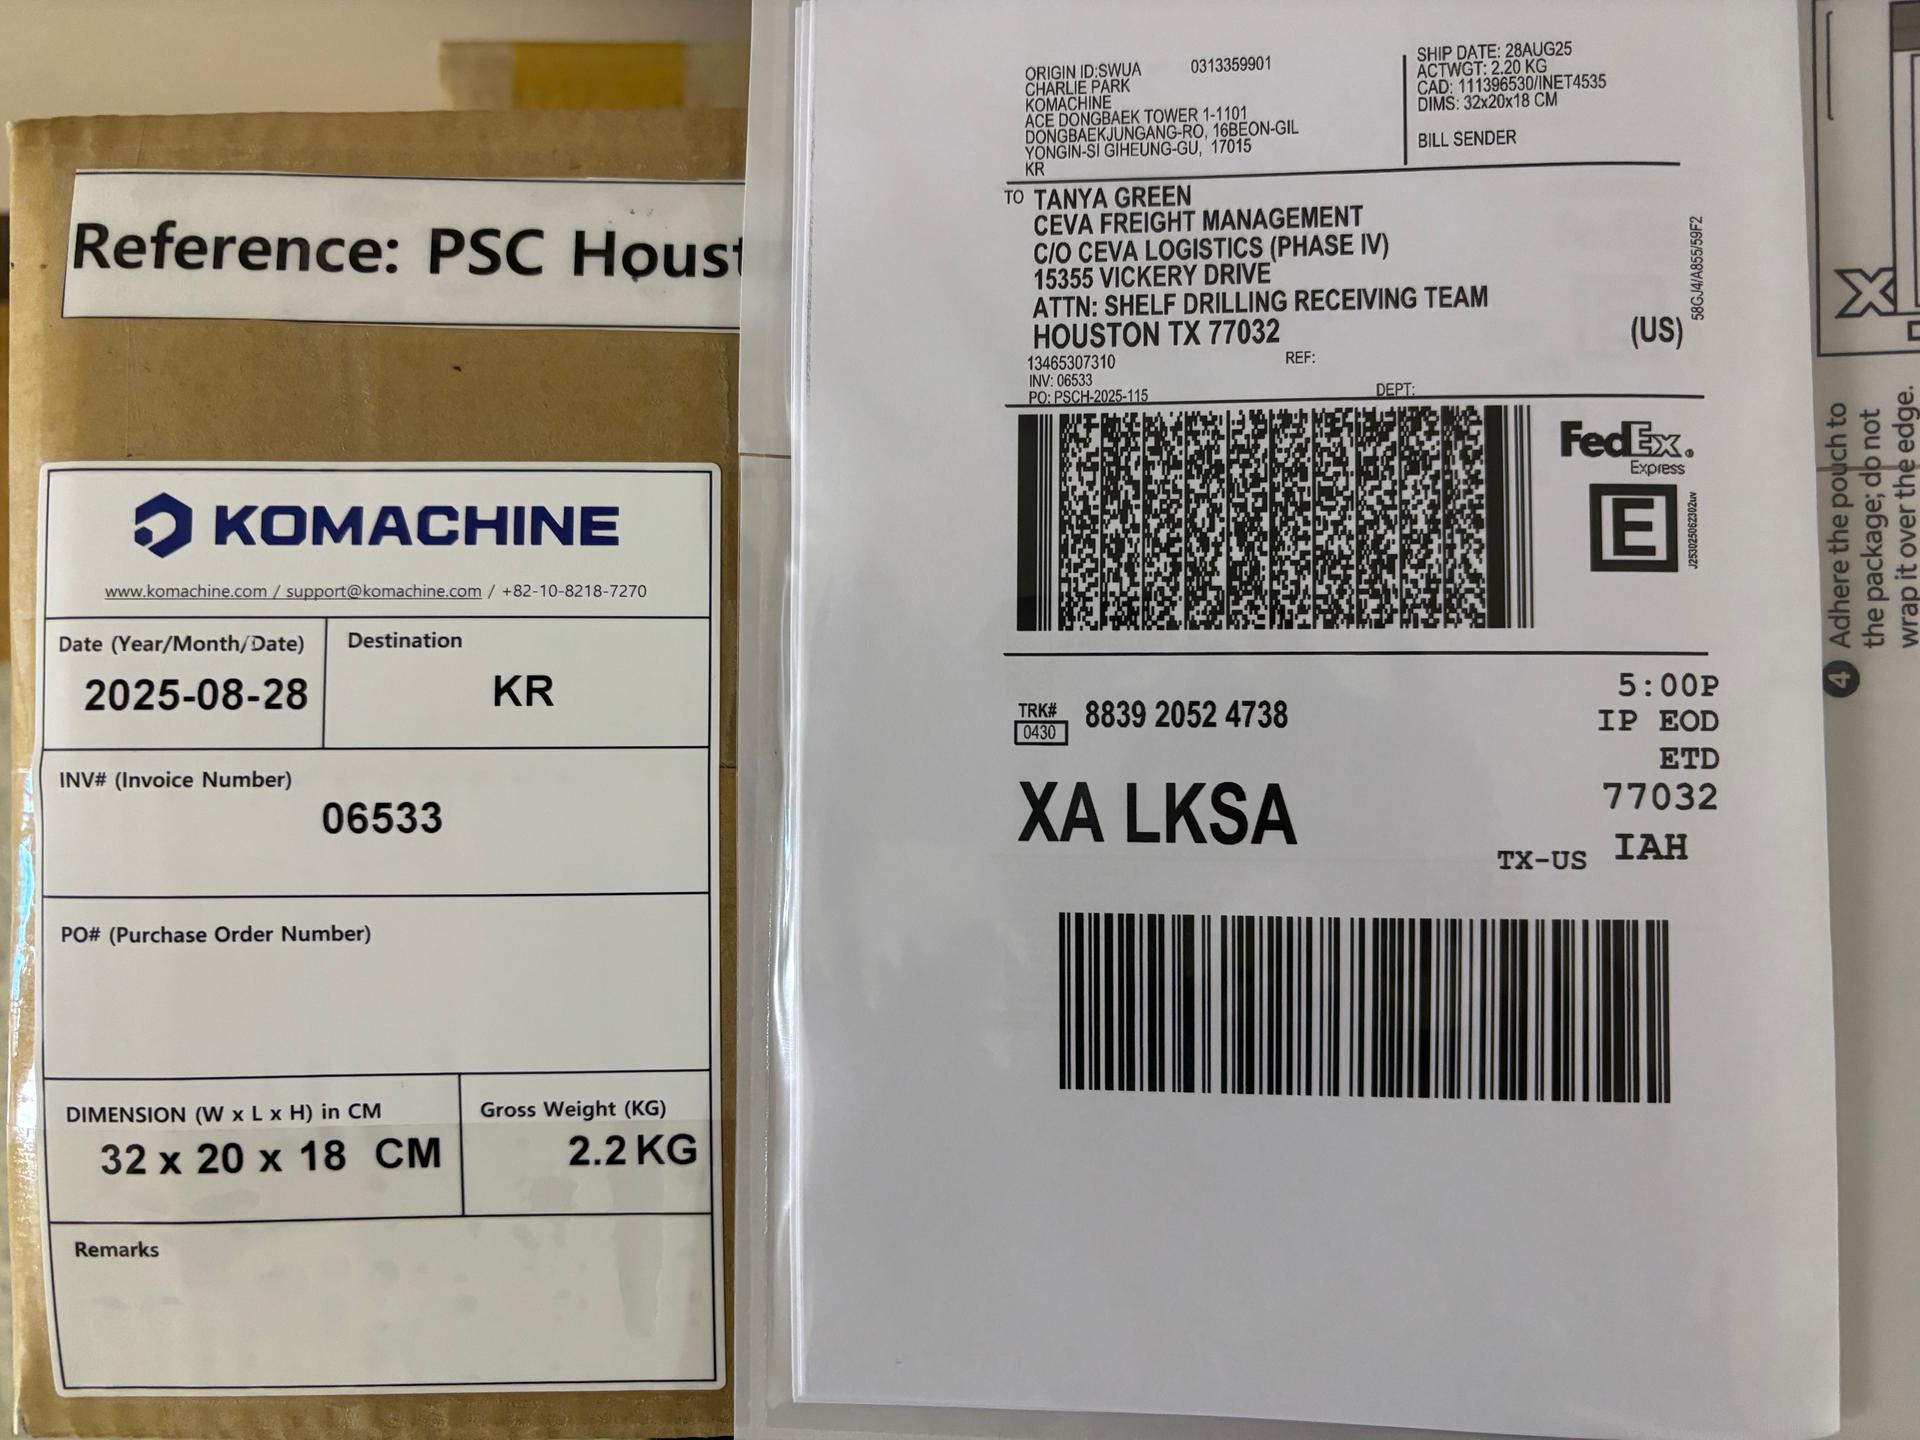 Reference: PSC Houst
KOMACHINE
www.komachine.com / support@komachine.com / +82-10-8218-7270
Date (Year/Month/Date)
2025-08-28
Destination
KR
INV# (Invoice Number)
06533
PO# (Purchase Order Number)
DIMENSION (W x L x H) in CM
32 x 20 x 18 CM
Gross Weight (KG)
2.2 KG
Remarks
ORIGIN ID:SWUA 0313359901
CHARLIE PARK
KOMACHINE
ACE DONGBAEK TOWER 1-1101
DONGBAEKJUNGANG-RO, 16BEON-GIL
YONGIN-SI GIHEUNG-GU, 17015
KR
SHIP DATE: 28AUG25
ACTWGT: 2.20 KG
CAD: 111396530/INET4535
DIMS: 32x20x18 CM
BILL SENDER
TO TANYA GREEN
CEVA FREIGHT MANAGEMENT
C/O CEVA LOGISTICS (PHASE IV)
15355 VICKERY DRIVE
ATTN: SHELF DRILLING RECEIVING TEAM
HOUSTON TX 77032
(US)
58GJ4/A855/59F2
13465307310 REF:
INV: 06533
PO: PSCH-2025-115 DEPT:
FedEx
Express
E
J253025062302uv
TRK# 8839 2052 4738
0430
5:00P
IP EOD
ETD
77032
XA LKSA
TX-US IAH
X
4 Adhere the pouch to
the package; do not
wrap it over the edge.